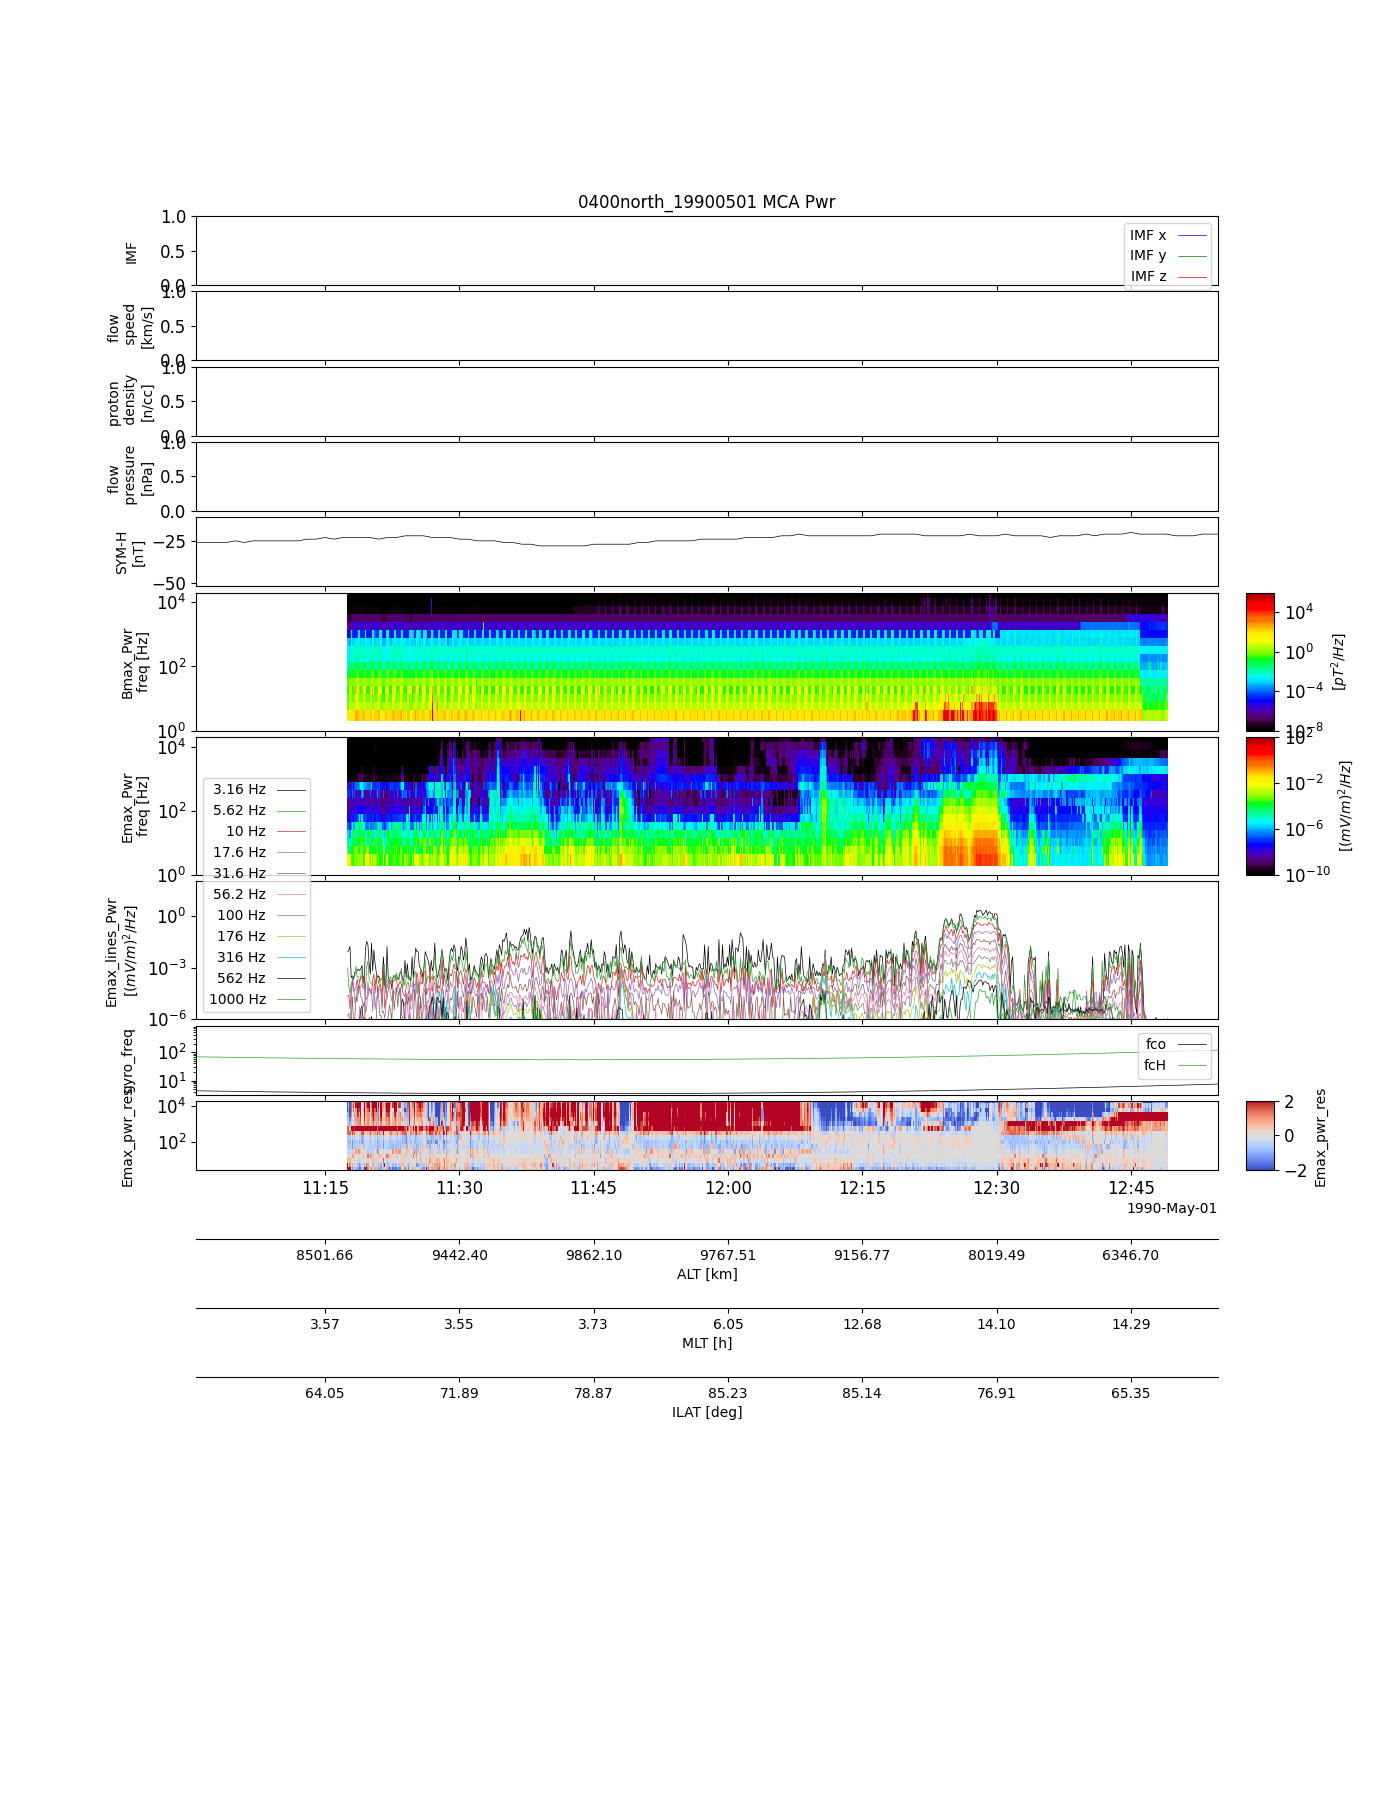 0400north_19900501 MCA Pwr
1.0
0.5
0.0
IMF
IMF x
IMF y
IMF z
1.0
0.5
0.0
flow
speed
[km/s]
1.0
0.5
0.0
proton
density
[n/cc]
1.0
0.5
0.0
flow
pressure
[nPa]
−25
−50
SYM-H
[nT]
10^4
10^2
10^0
Bmax_Pwr
freq [Hz]
10^4
10^0
10^−4
10^−8
[pT^2/Hz]
10^4
10^2
10^0
Emax_Pwr
freq [Hz]
10^2
10^−2
10^−6
10^−10
[(mV/m)^2/Hz]
3.16 Hz
5.62 Hz
10 Hz
17.6 Hz
31.6 Hz
56.2 Hz
100 Hz
176 Hz
316 Hz
562 Hz
1000 Hz
10^0
10^−3
10^−6
Emax_lines_Pwr
[(mV/m)^2/Hz]
10^2
10^1
gyro_freq
fco
fcH
10^4
10^2
Emax_pwr_res
2
0
−2
Emax_pwr_res
11:15 11:30 11:45 12:00 12:15 12:30 12:45
1990-May-01
8501.66 9442.40 9862.10 9767.51 9156.77 8019.49 6346.70
ALT [km]
3.57 3.55 3.73 6.05 12.68 14.10 14.29
MLT [h]
64.05 71.89 78.87 85.23 85.14 76.91 65.35
ILAT [deg]